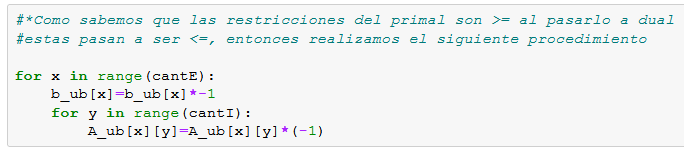 #*Como sabemos que las restricciones del primal son >= al pasarlo a dual
#estas pasan a ser <=, entonces realizamos el siguiente procedimiento
for x in range(cantE):
    b_ub[x]=b_ub[x]*-1
    for y in range(cantI):
        A_ub[x][y]=A_ub[x][y]*(-1)